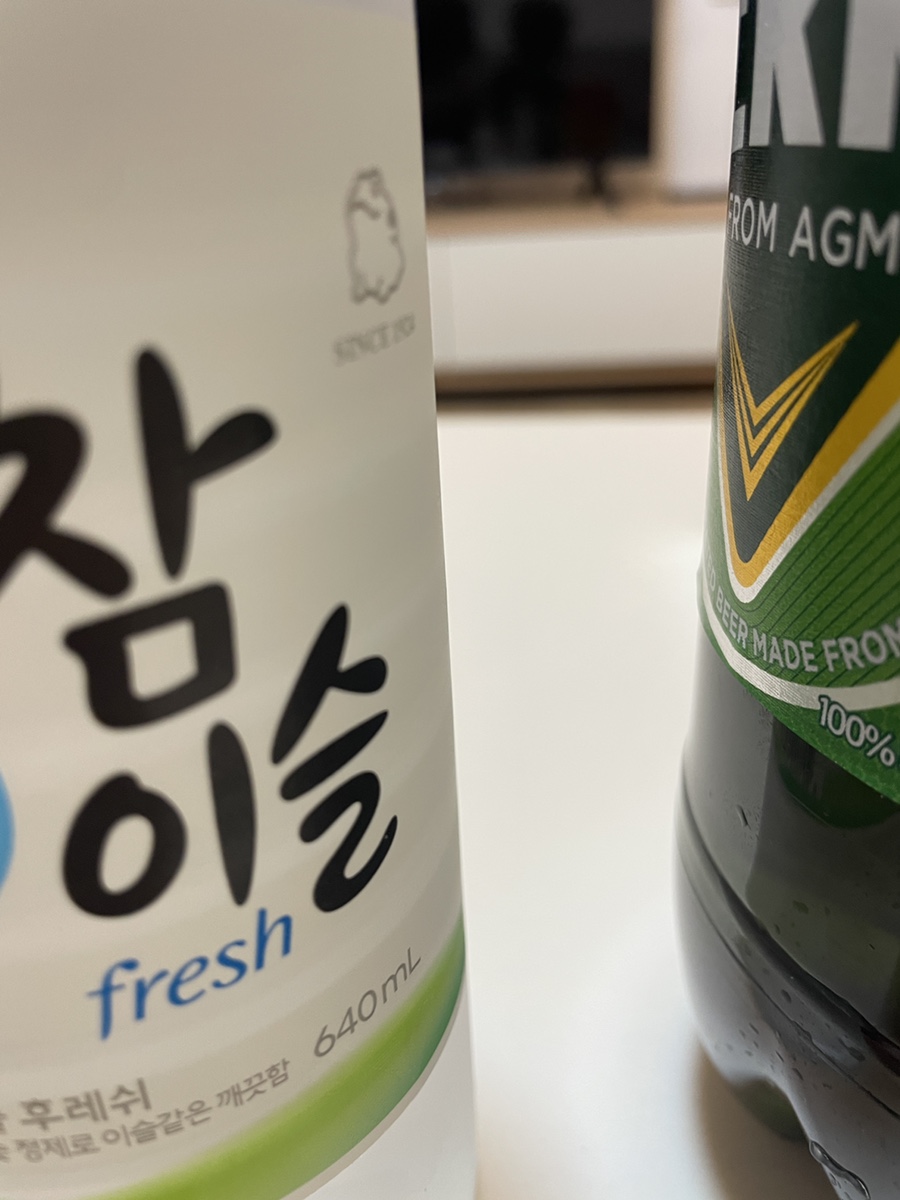 SINCE
참
이슬
fresh
640mL
후레쉬
정제로 이슬같은 깨끗함
FROM AGM
BEER MADE FROM
100%